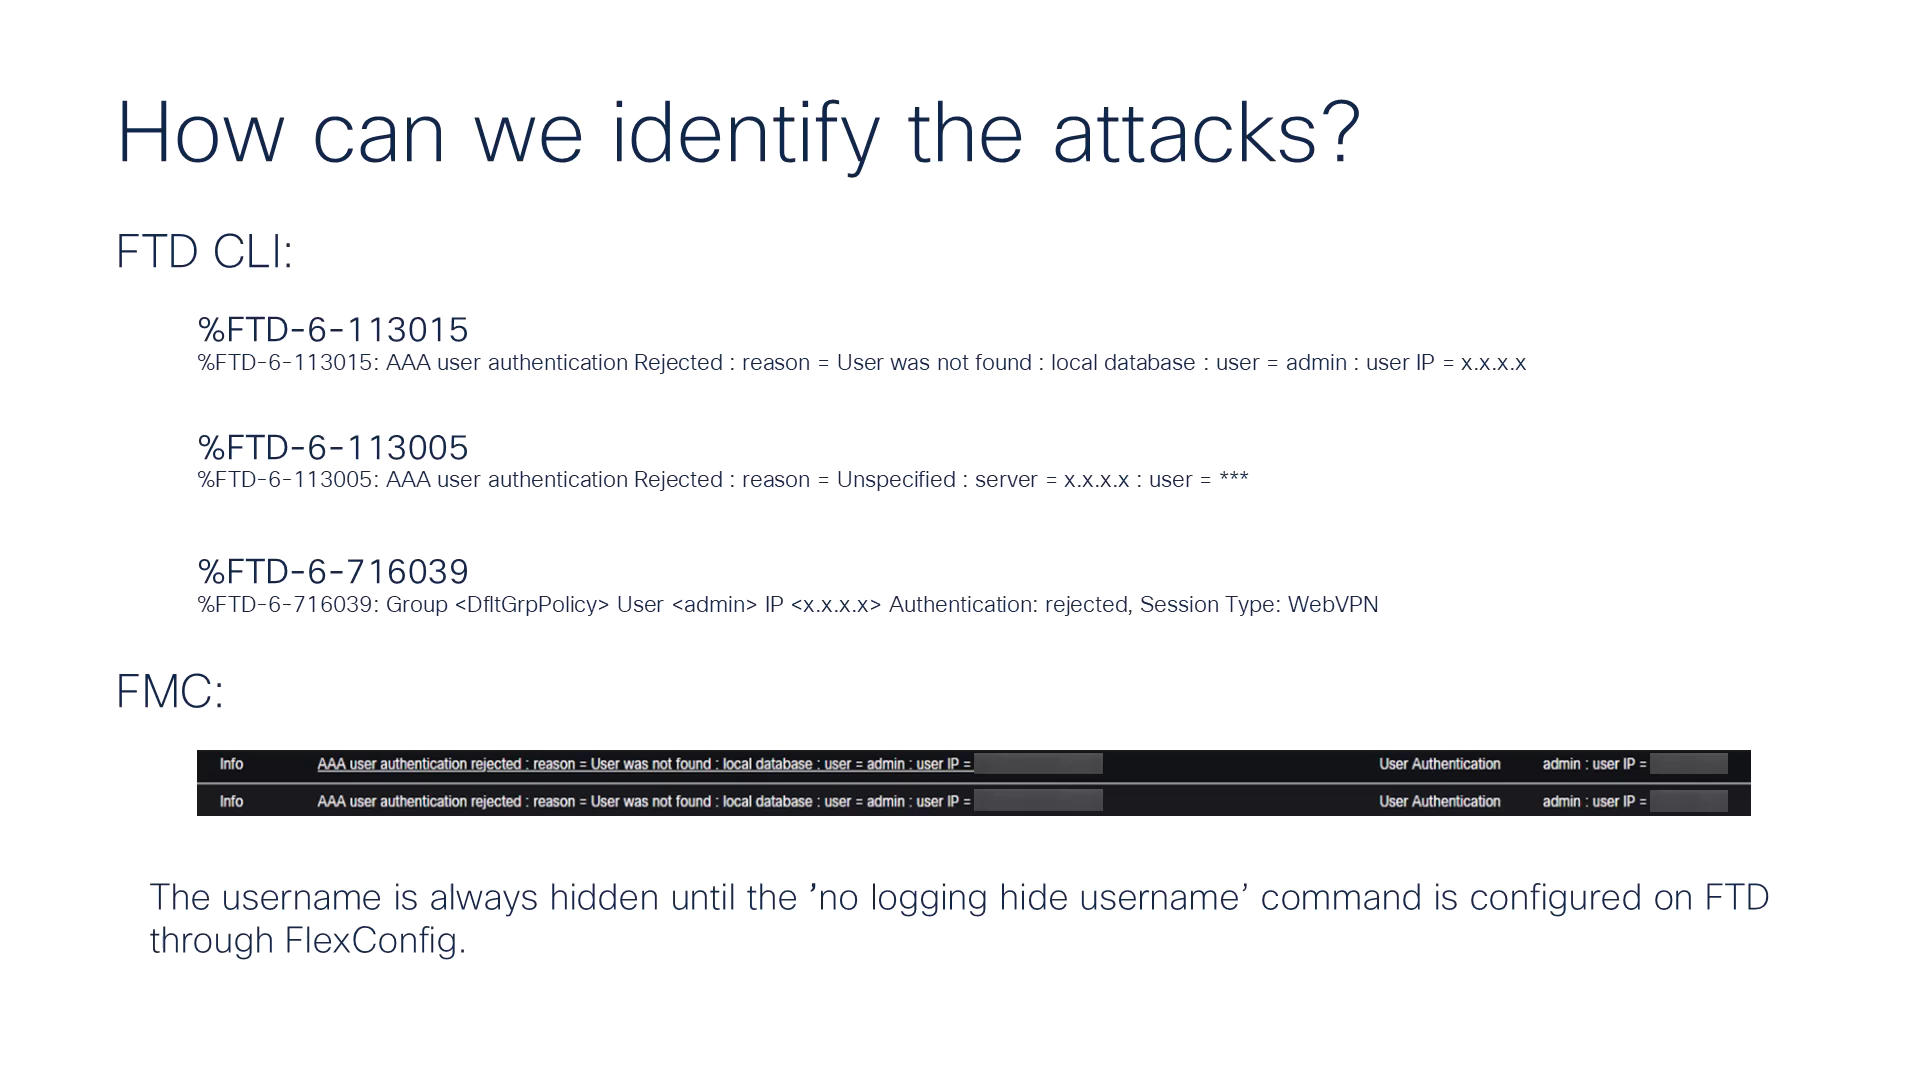 How can we identify the attacks?
FTD CLI:
%FTD-6-113015
%FTD-6-113015: AAA user authentication Rejected : reason = User was not found : local database : user = admin : user IP = x.x.x.x
%FTD-6-113005
%FTD-6-113005: AAA user authentication Rejected : reason = Unspecified : server = x.x.x.x : user = ***
%FTD-6-716039
%FTD-6-716039: Group <DfltGrpPolicy> User <admin> IP <x.x.x.x> Authentication: rejected, Session Type: WebVPN
FMC:
Info AAA user authentication rejected : reason = User was not found : local database : user = admin : user IP = User Authentication admin : user IP =
Info AAA user authentication rejected : reason = User was not found : local database : user = admin : user IP = User Authentication admin : user IP =
The username is always hidden until the ’no logging hide username’ command is configured on FTD
through FlexConfig.